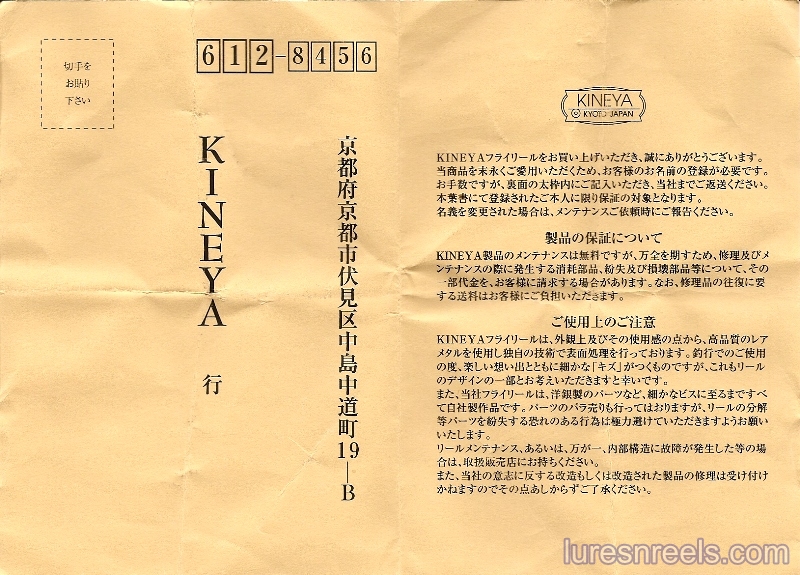 切手を
お貼り
下さい
612-8456
京都府京都市伏見区中島中道町19—B
KINEYA 行
KINEYA
KYOTO JAPAN
KINEYAフライリールをお買い上げいただき、誠にありがとうございます。
当商品を末永くご愛用いただくため、お客様のお名前の登録が必要です。
お手数ですが、裏面の太枠内にご記入いただき、当社までご返送ください。
本葉書にて登録されたご本人に限り保証の対象となります。
名義を変更された場合は、メンテナンスご依頼時にご報告ください。
製品の保証について
KINEYA製品のメンテナンスは無料ですが、万全を期すため、修理及びメ
ンテナンスの際に発生する消耗部品、紛失及び損壊部品等について、その
一部代金を、お客様に請求する場合があります。なお、修理品の往復に要
する送料はお客様にご負担いただきます。
ご使用上のご注意
KINEYAフライリールは、外観上及びその使用感の点から、高品質のレア
メタルを使用し独自の技術で表面処理を行っております。釣行でのご使用
の度、楽しい想い出とともに細かな「キズ」がつくものですが、これもリール
のデザインの一部とお考えいただきますと幸いです。
また、当社フライリールは、洋銀製のパーツなど、細かなビスに至るまですべ
て自社製作品です。パーツのバラ売りも行ってはおりますが、リールの分解
等パーツを紛失する恐れのある行為は極力避けていただきますようお願い
いたします。
リールメンテナンス、あるいは、万が一、内部構造に故障が発生した等の場
合は、取扱販売店にお持ちください。
また、当社の意志に反する改造もしくは改造された製品の修理は受け付け
かねますのでその点あしからずご了承ください。
luresnreels.com